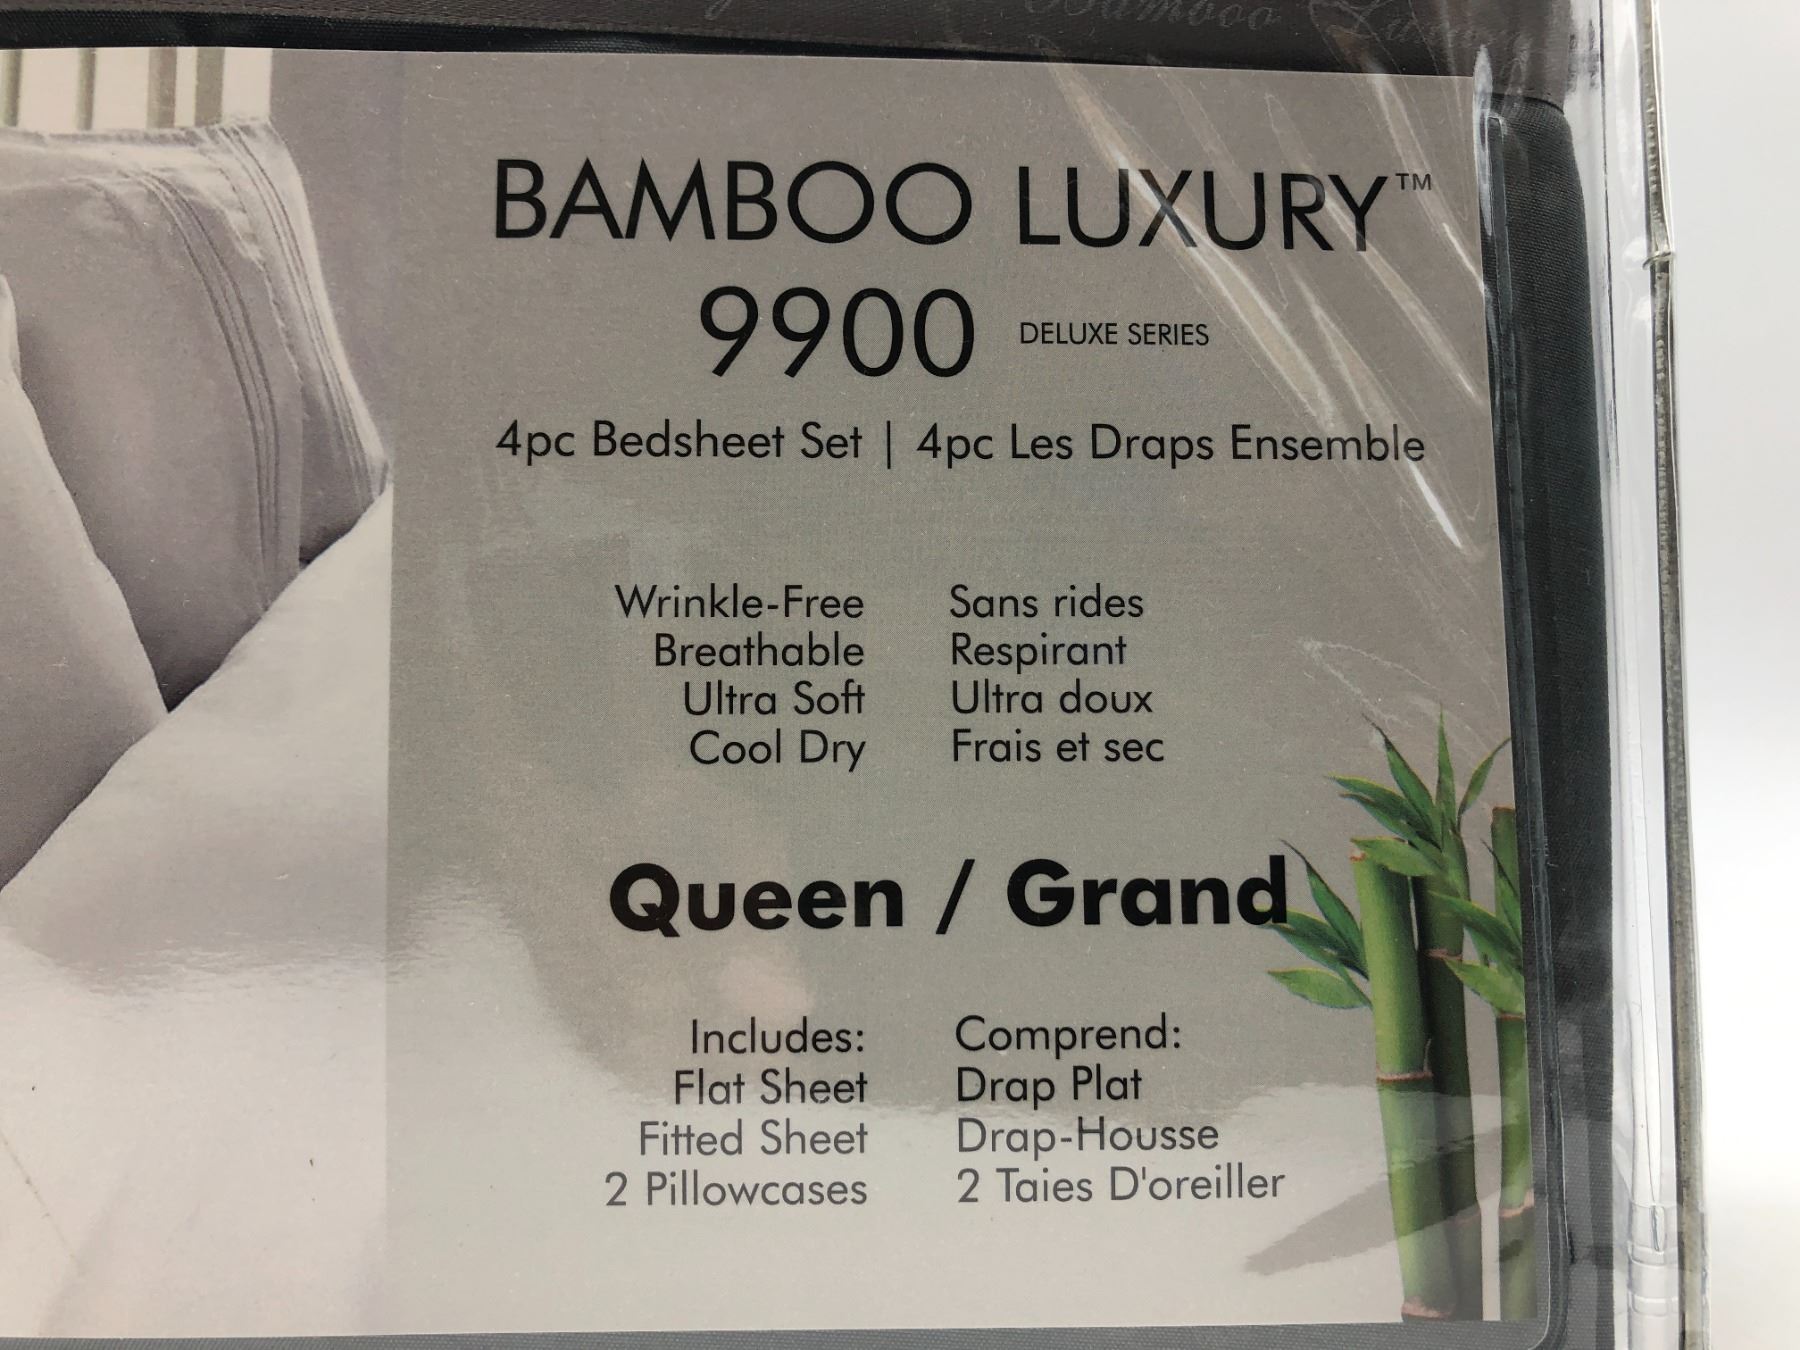 Bamboo Luxury
BAMBOO LUXURY™
9900 DELUXE SERIES
4pc Bedsheet Set | 4pc Les Draps Ensemble
Wrinkle-Free Sans rides
Breathable Respirant
Ultra Soft Ultra doux
Cool Dry Frais et sec
Queen / Grand
Includes: Comprend:
Flat Sheet Drap Plat
Fitted Sheet Drap-Housse
2 Pillowcases 2 Taies D'oreiller